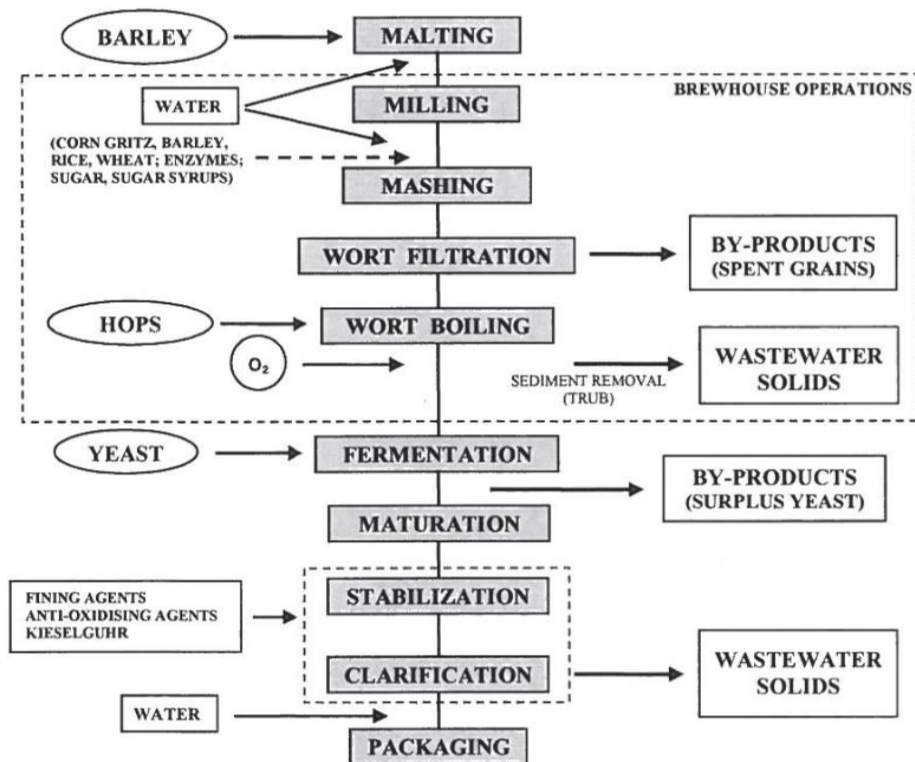 BARLEY
MALTING
BREWHOUSE OPERATIONS
WATER
MILLING
(CORN GRITZ, BARLEY,
RICE, WHEAT; ENZYMES;
SUGAR, SUGAR SYRUPS)
MASHING
WORT FILTRATION
BY-PRODUCTS
(SPENT GRAINS)
HOPS
WORT BOILING
O₂
SEDIMENT REMOVAL
(TRUB)
WASTEWATER
SOLIDS
YEAST
FERMENTATION
BY-PRODUCTS
(SURPLUS YEAST)
MATURATION
FINING AGENTS
ANTI-OXIDISING AGENTS
KIESELGUHR
STABILIZATION
CLARIFICATION
WASTEWATER
SOLIDS
WATER
PACKAGING